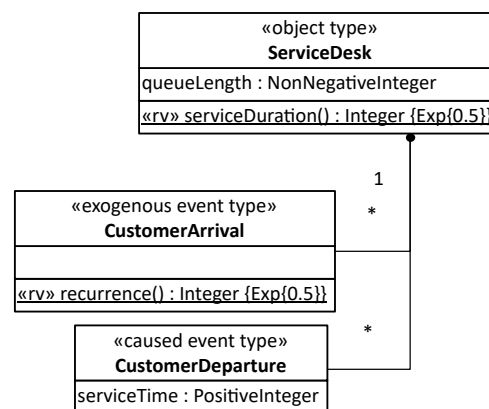 «object type»
ServiceDesk
queueLength : NonNegativeInteger
«rv» serviceDuration() : Integer {Exp{0.5}}
1
«exogenous event type»
*
CustomerArrival
«rv» recurrence() : Integer {Exp{0.5}}
«caused event type»
*
CustomerDeparture
serviceTime : PositiveInteger